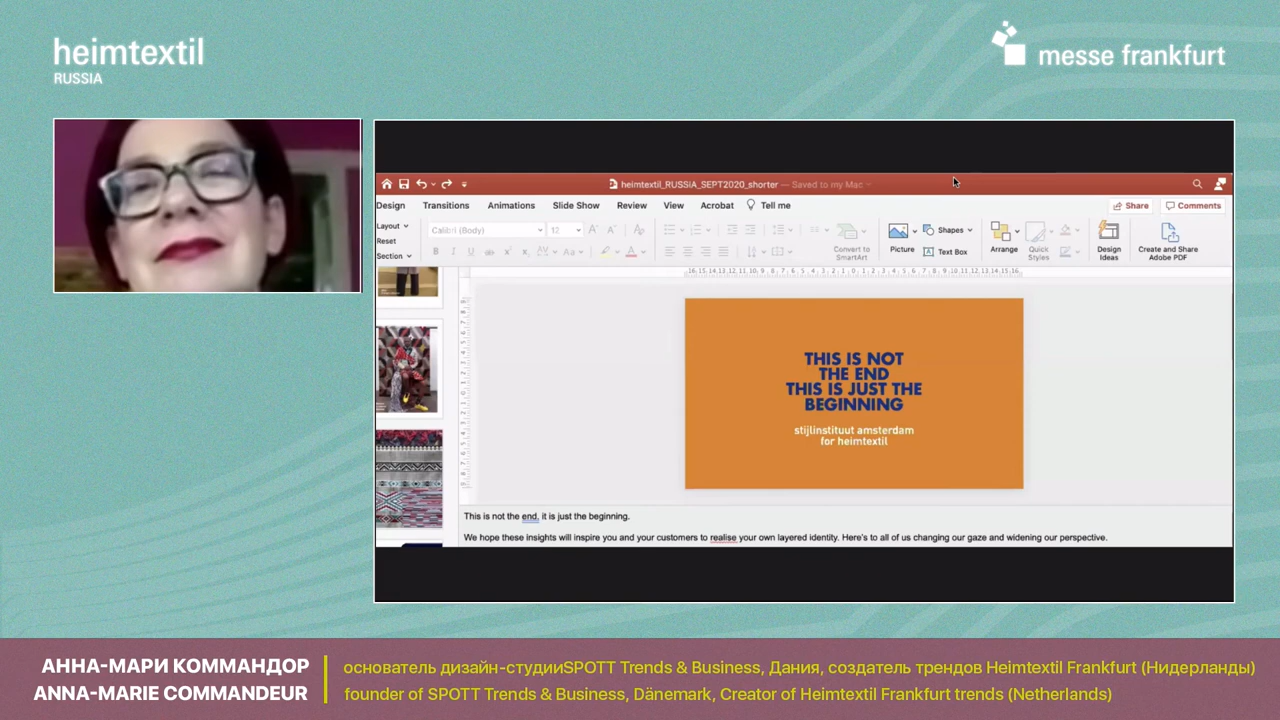 heimtextil
RUSSIA
messe frankfurt
heimtextil_RUSSIA_SEPT2020_shorter — Saved to my Mac
Design Transitions Animations Slide Show Review View Acrobat Tell me
Share Comments
Layout
Reset
Section
Calibri (Body) 12
Convert to
SmartArt
Picture
Shapes
Text Box
Arrange
Quick
Styles
Design
Ideas
Create and Share
Adobe PDF
THIS IS NOT
THE END
THIS IS JUST THE
BEGINNING
stijlinstituut amsterdam
for heimtextil
This is not the end, it is just the beginning.
We hope these insights will inspire you and your customers to realise your own layered identity. Here's to all of us changing our gaze and widening our perspective.
АННА-МАРИ КОММАНДОР
ANNA-MARIE COMMANDEUR
основатель дизайн-студииSPOTT Trends & Business, Дания, создатель трендов Heimtextil Frankfurt (Нидерланды)
founder of SPOTT Trends & Business, Dänemark, Creator of Heimtextil Frankfurt trends (Netherlands)